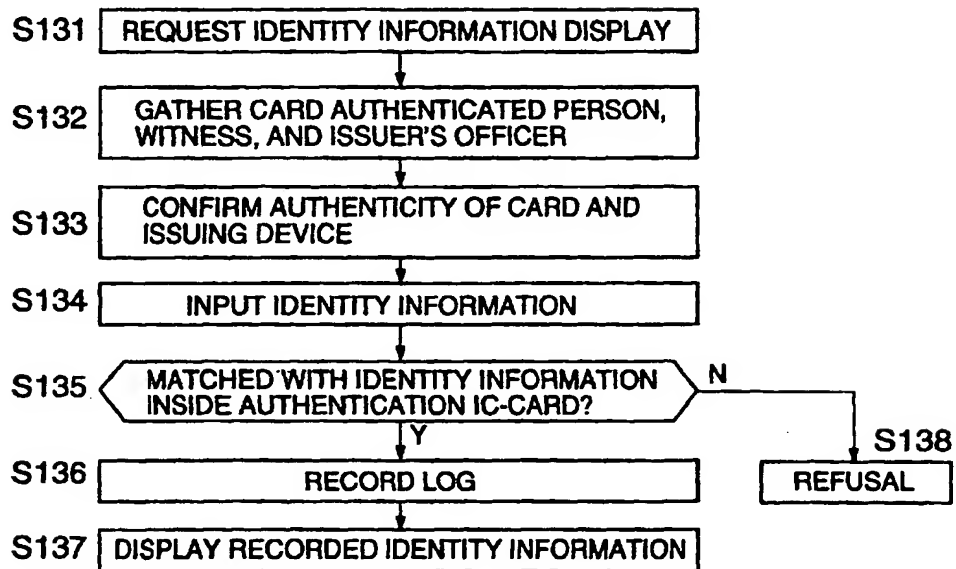 S131 REQUEST IDENTITY INFORMATION DISPLAY
S132 GATHER CARD AUTHENTICATED PERSON,
WITNESS, AND ISSUER'S OFFICER
S133 CONFIRM AUTHENTICITY OF CARD AND
ISSUING DEVICE
S134 INPUT IDENTITY INFORMATION
S135 MATCHED WITH IDENTITY INFORMATION
INSIDE AUTHENTICATION IC-CARD?
N
Y
S138
REFUSAL
S136 RECORD LOG
S137 DISPLAY RECORDED IDENTITY INFORMATION